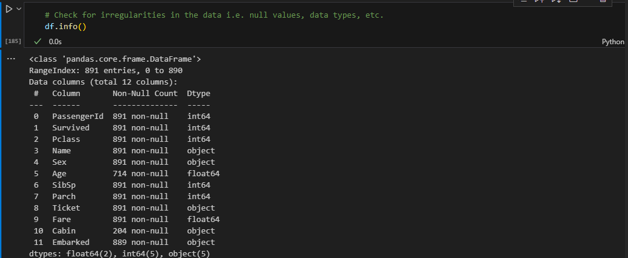 # Check for irregularities in the data i.e. null values, data types, etc.
df.info()
[185] 0.0s Python
... <class 'pandas.core.frame.DataFrame'>
RangeIndex: 891 entries, 0 to 890
Data columns (total 12 columns):
 #   Column       Non-Null Count  Dtype
---  ------       --------------  -----
 0   PassengerId  891 non-null    int64
 1   Survived     891 non-null    int64
 2   Pclass       891 non-null    int64
 3   Name         891 non-null    object
 4   Sex          891 non-null    object
 5   Age          714 non-null    float64
 6   SibSp        891 non-null    int64
 7   Parch        891 non-null    int64
 8   Ticket       891 non-null    object
 9   Fare         891 non-null    float64
 10  Cabin        204 non-null    object
 11  Embarked     889 non-null    object
dtypes: float64(2), int64(5), object(5)